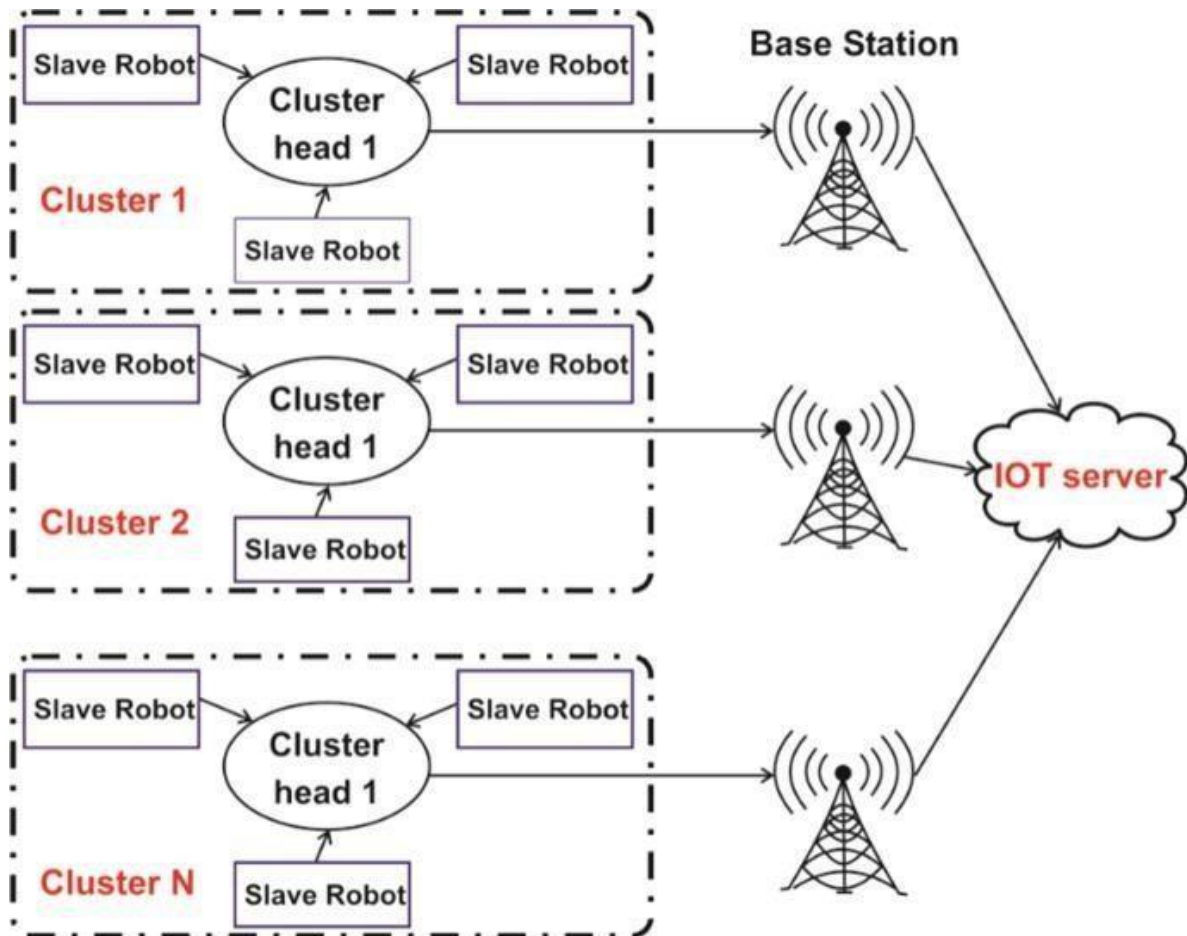 Slave Robot
Slave Robot
Cluster
head 1
Cluster 1
Slave Robot
Base Station
Slave Robot
Slave Robot
Cluster
head 1
Cluster 2
Slave Robot
IOT server
Slave Robot
Slave Robot
Cluster
head 1
Cluster N
Slave Robot